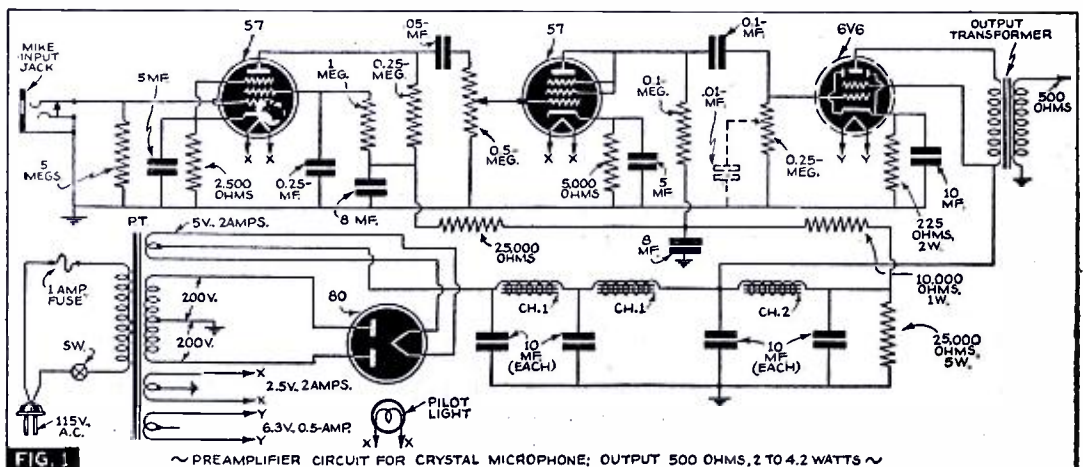 MIKE
INPUT
JACK
5 MEGS.
5 MF.
57
2,500
OHMS
0.25-
MF.
1
MEG.
8 MF.
0.25-
MEG.
.05-
MF.
0.5-
MEG.
57
5,000
OHMS
5
MF.
0.1-
MEG.
8
MF.
0.1-
MF.
.01-
MF.
0.25-
MEG.
6V6
225
OHMS,
2W.
10
MF.
OUTPUT
TRANSFORMER
500
OHMS
25,000
OHMS
10,000
OHMS,
1W.
PT
5V. 2AMPS.
1 AMP.
FUSE
SW.
115V.
A.C.
200V.
200V.
80
2.5V. 2AMPS.
6.3V. 0.5-AMP.
X X
X X
Y Y
X
X
Y
Y
PILOT
LIGHT
X X
CH.1
CH.1
CH.2
10
MF.
(EACH)
10
MF.
(EACH)
25,000
OHMS
5W.
FIG. 1
~ PREAMPLIFIER CIRCUIT FOR CRYSTAL MICROPHONE; OUTPUT 500 OHMS, 2 TO 4.2 WATTS ~